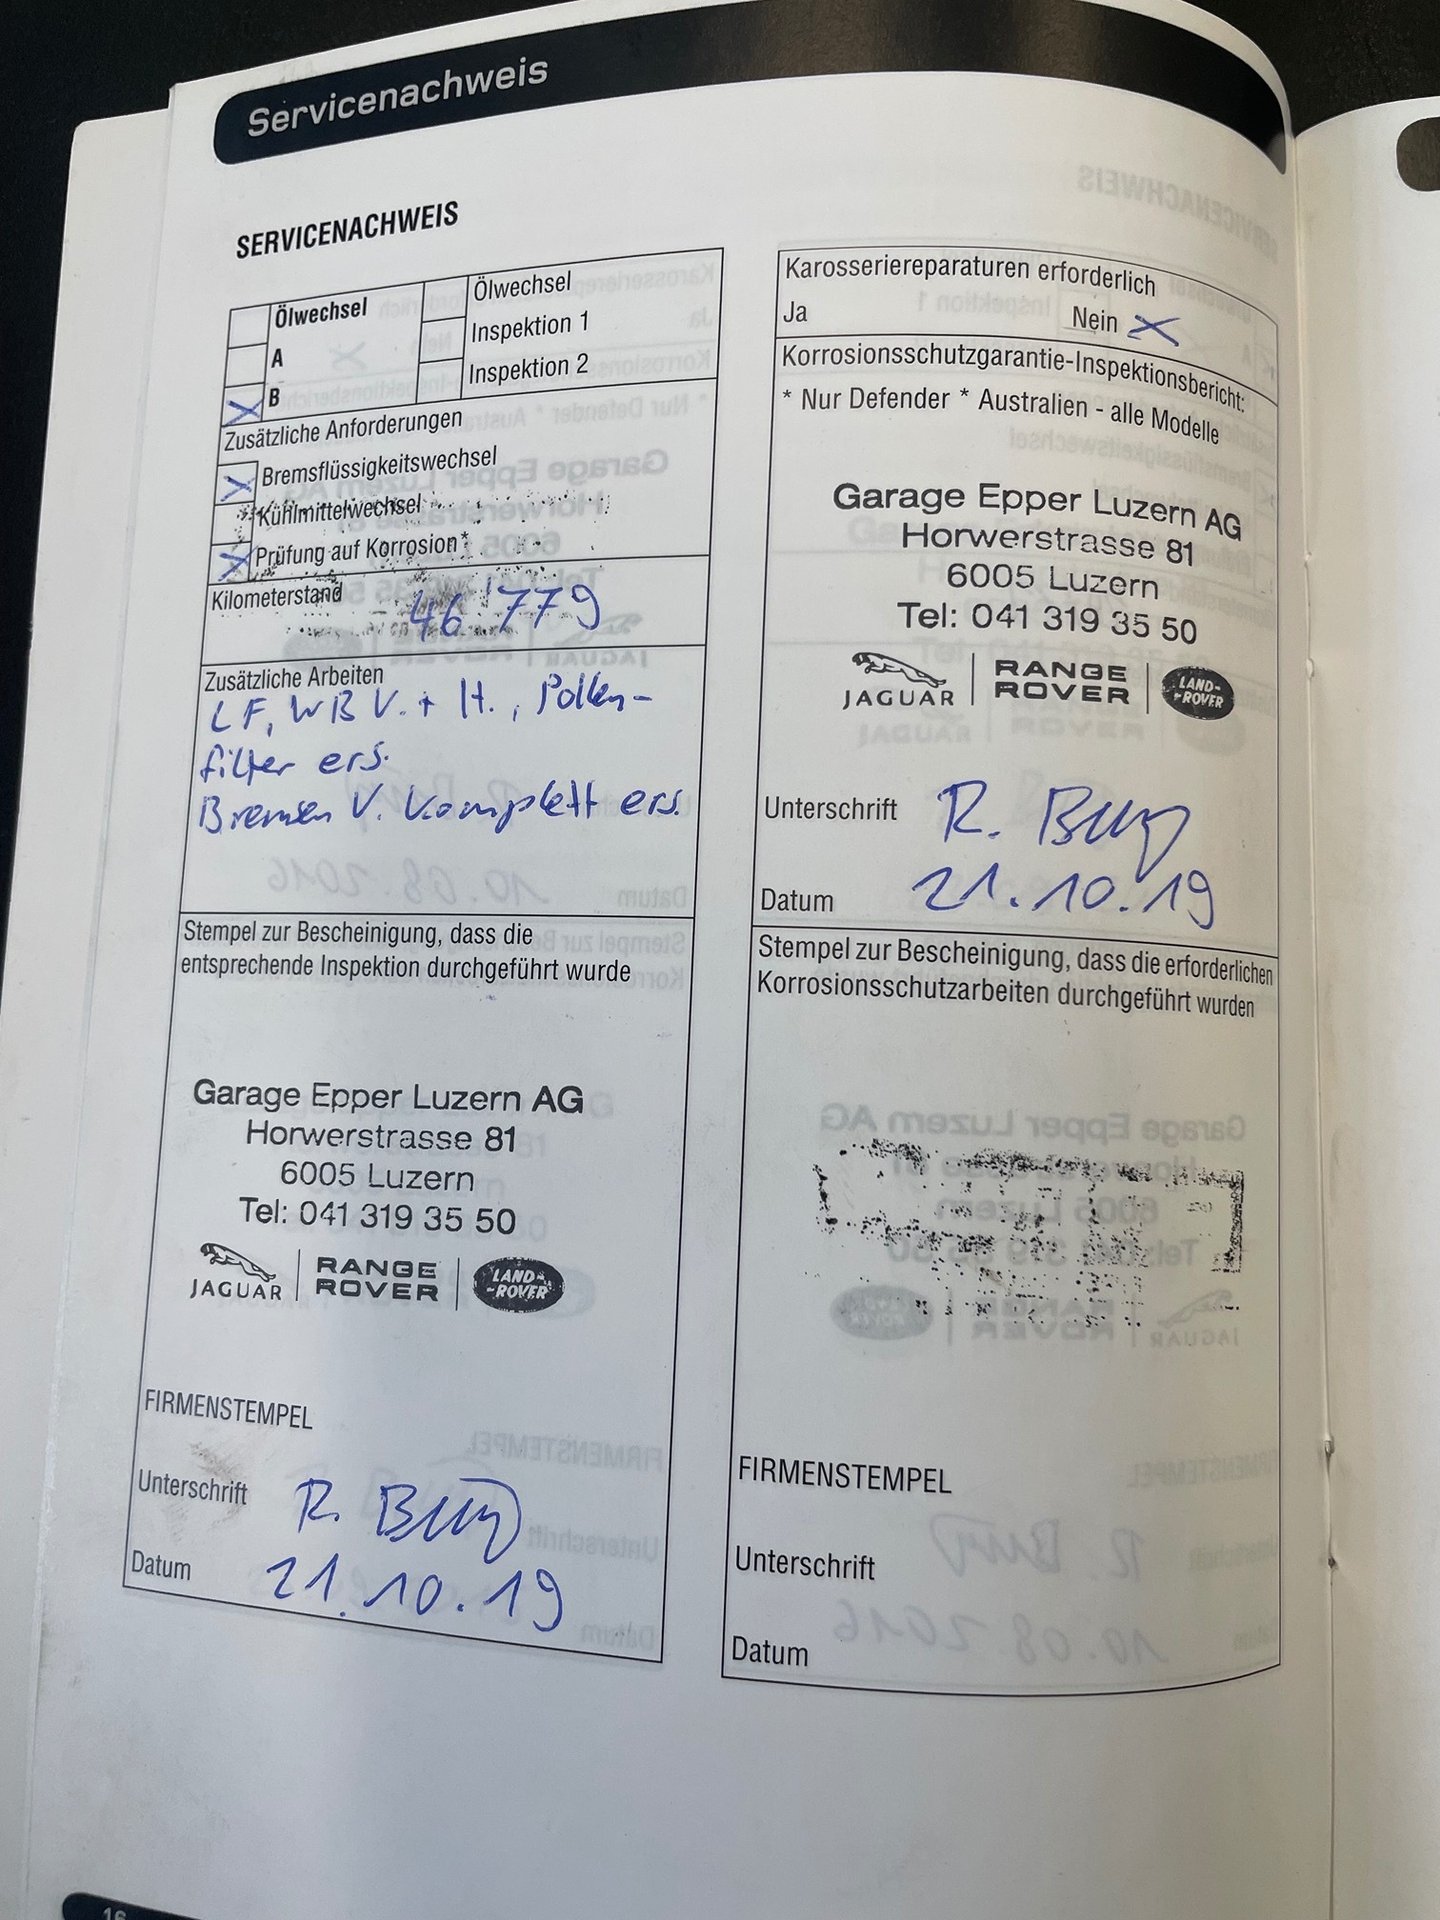 Servicenachweis
SERVICENACHWEIS
Ölwechsel
A
B
Ölwechsel
Inspektion 1
Inspektion 2
Zusätzliche Anforderungen
Bremsflüssigkeitswechsel
Kühlmittelwechsel
Prüfung auf Korrosion*
Kilometerstand 46'779
Zusätzliche Arbeiten
LF, WB V. + H., Pollen-
filter ers.
Bremsen V. komplett ers.
Stempel zur Bescheinigung, dass die
entsprechende Inspektion durchgeführt wurde
Garage Epper Luzern AG
Horwerstrasse 81
6005 Luzern
Tel: 041 319 35 50
JAGUAR
RANGE
ROVER
LAND-
-ROVER
FIRMENSTEMPEL
Unterschrift R.
Datum 21.10.19
Karosseriereparaturen erforderlich
Ja Nein
Korrosionsschutzgarantie-Inspektionsbericht:
* Nur Defender * Australien - alle Modelle
Garage Epper Luzern AG
Horwerstrasse 81
6005 Luzern
Tel: 041 319 35 50
JAGUAR
RANGE
ROVER
LAND-
-ROVER
Unterschrift R.
Datum 21.10.19
Stempel zur Bescheinigung, dass die erforderlichen
Korrosionsschutzarbeiten durchgeführt wurden
FIRMENSTEMPEL
Unterschrift
Datum
16